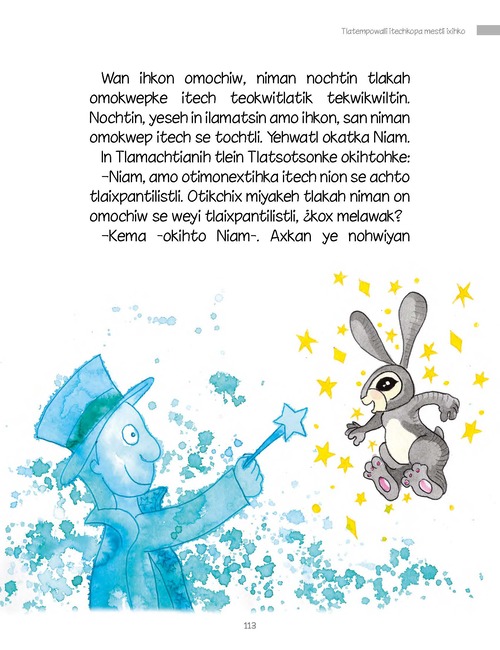 Tlatempowalli itechkopa mestli ixihko
Wan ihkon omochiw, niman nochtin tlakah
omokwepke itech teokwitlatik tekwikwiltin.
Nochtin, yeseh in ilamatsin amo ihkon, san niman
omokwep itech se tochtli. Yehwatl okatka Niam.
In Tlamachtianih tlein Tlatsotsonke okihtohke:
–Niam, amo otimonextihka itech nion se achto
tlaixpantilistli. Otikchix miyakeh tlakah niman on
omochiw se weyi tlaixpantilistli, ¿kox melawak?
–Kema -okihto Niam-. Axkan ye nohwiyan
113